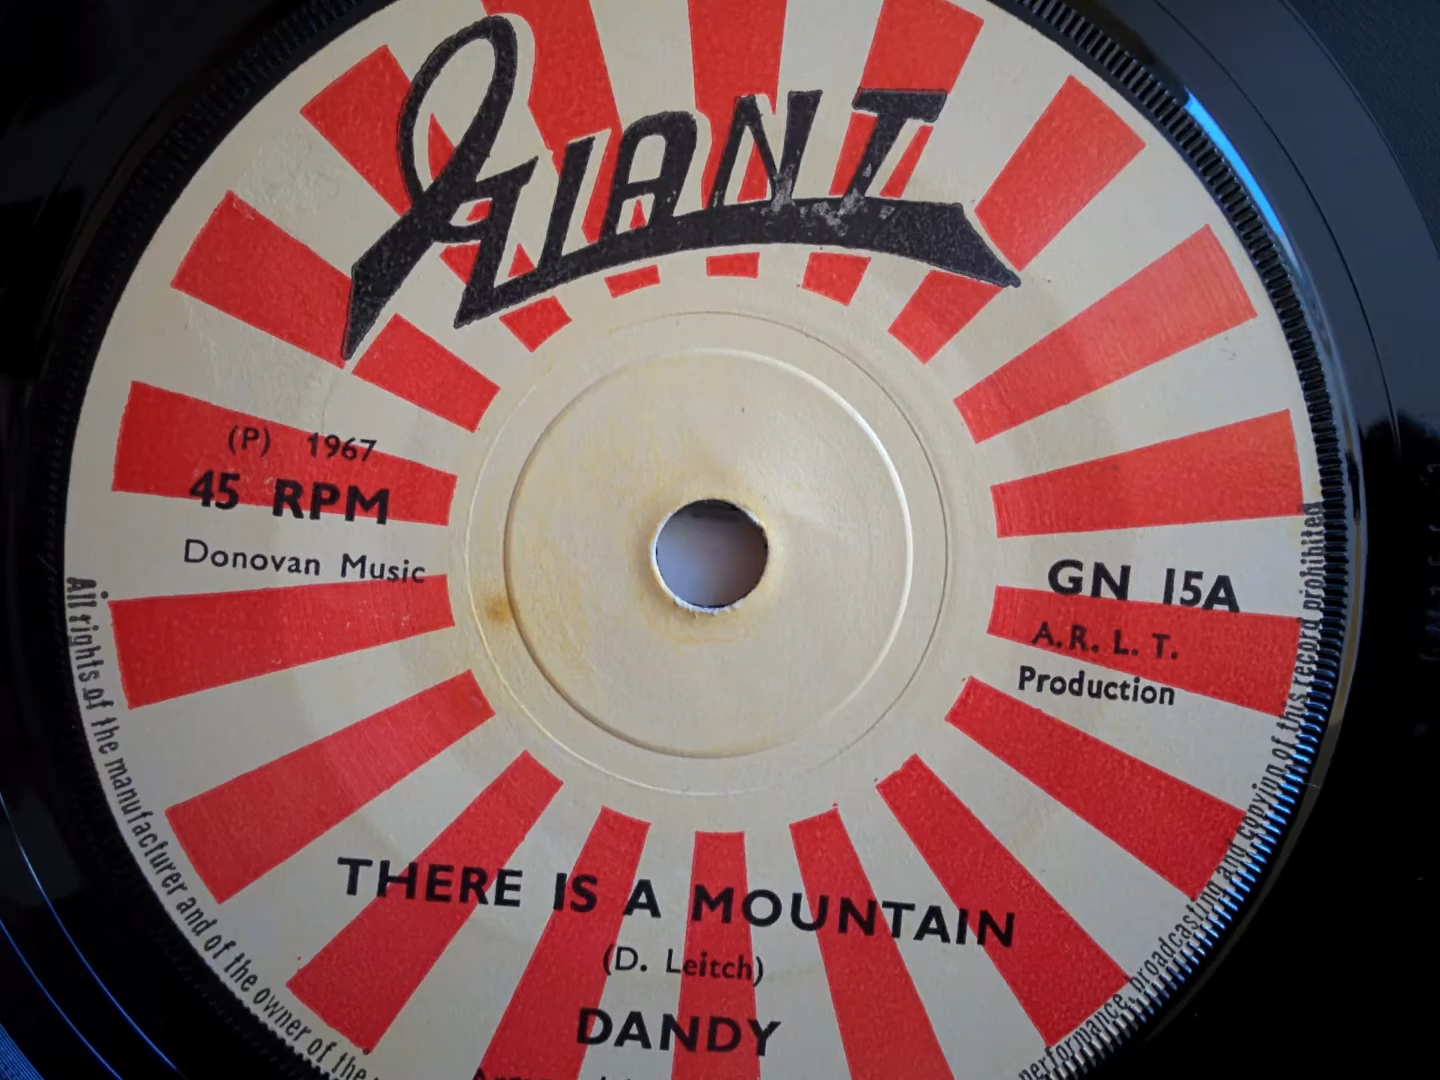 GIANT
(P) 1967
45 RPM
Donovan Music
GN 15A
A. R. L. T.
Production
THERE IS A MOUNTAIN
(D. Leitch)
DANDY
All rights of the manufacturer and of the owner of the
performance, broadcasting and copying of this record prohibited